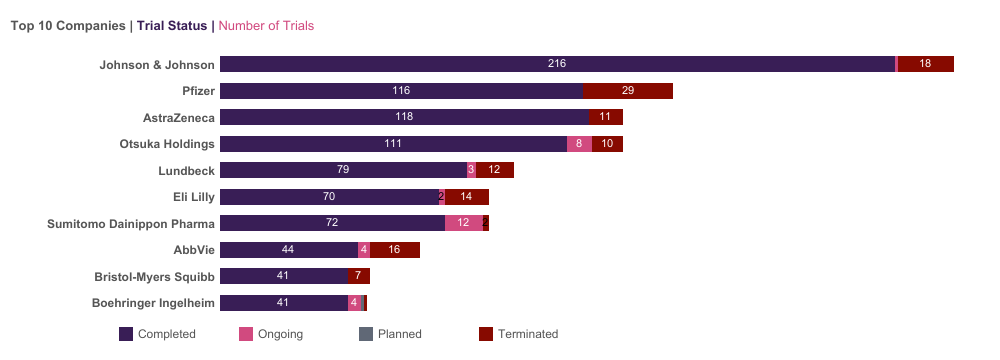 Top 10 Companies | Trial Status | Number of Trials
Johnson & Johnson 216 18
Pfizer 116 29
AstraZeneca 118 11
Otsuka Holdings 111 8 10
Lundbeck 79 3 12
Eli Lilly 70 2 14
Sumitomo Dainippon Pharma 72 12 2
AbbVie 44 4 16
Bristol-Myers Squibb 41 7
Boehringer Ingelheim 41 4
Completed Ongoing Planned Terminated